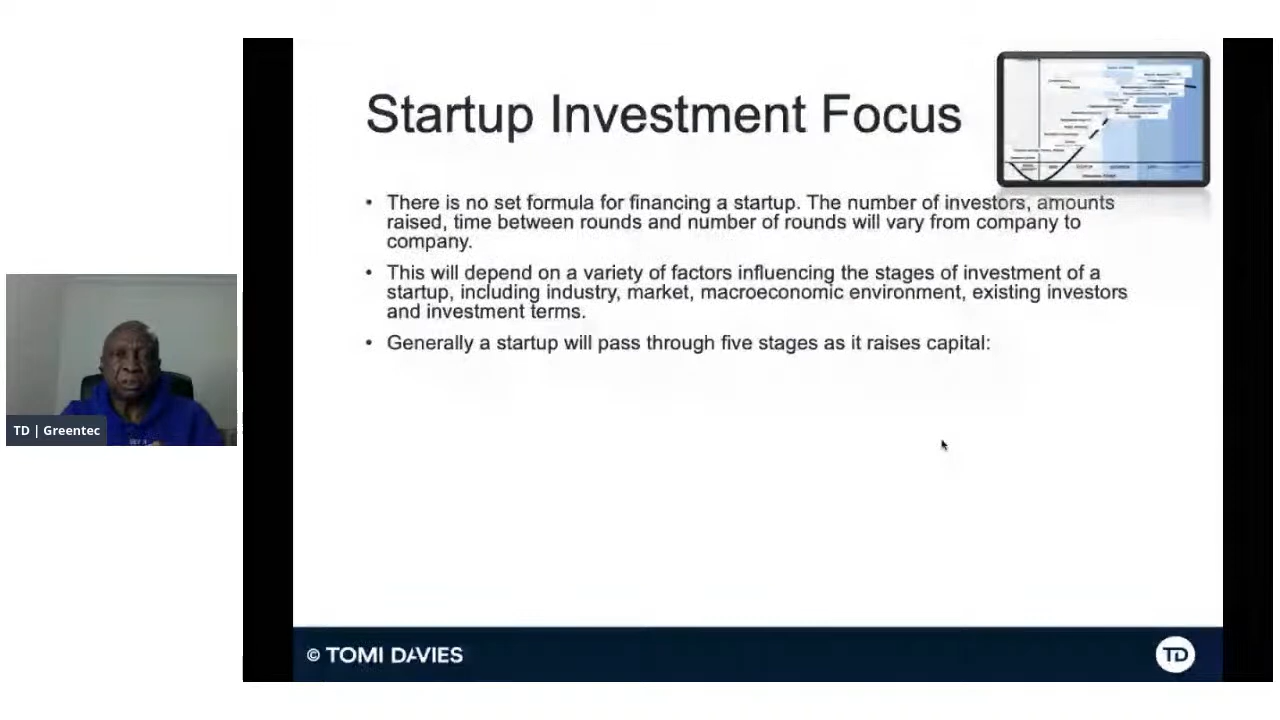 Startup Investment Focus
• There is no set formula for financing a startup. The number of investors, amounts
raised, time between rounds and number of rounds will vary from company to
company.
• This will depend on a variety of factors influencing the stages of investment of a
startup, including industry, market, macroeconomic environment, existing investors
and investment terms.
• Generally a startup will pass through five stages as it raises capital:
TD | Greentec
© TOMI DAVIES
TD